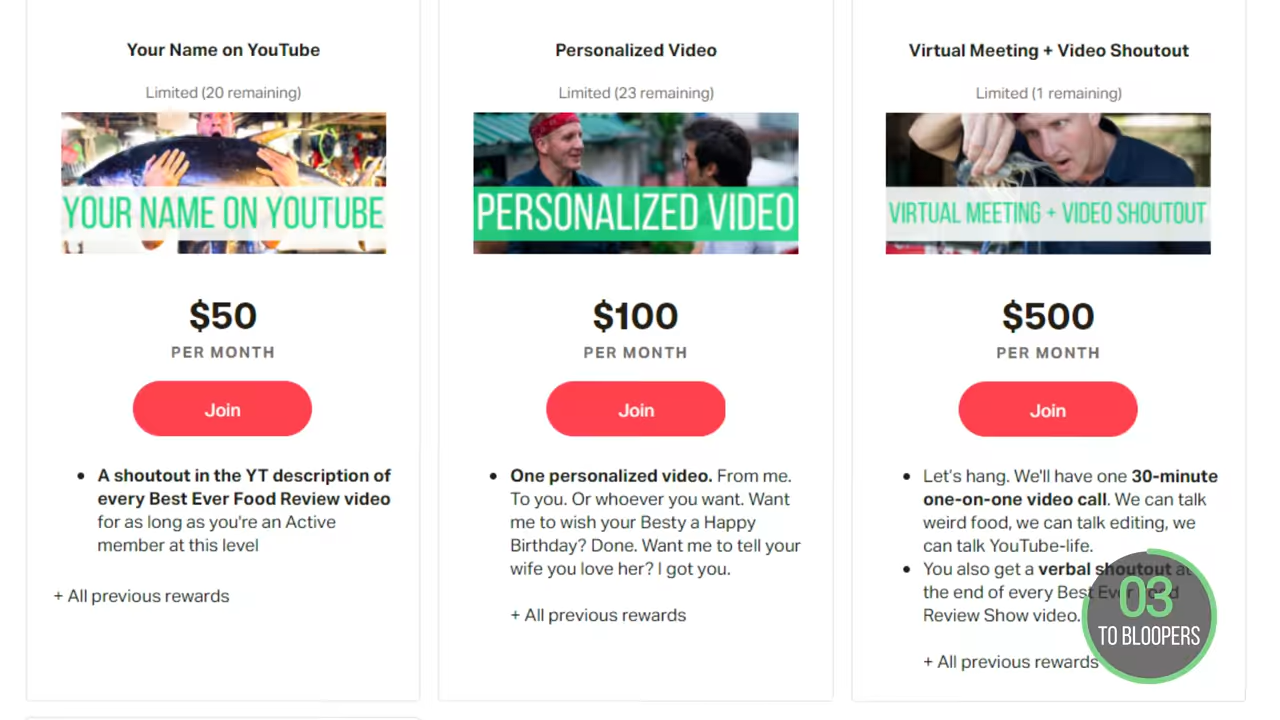 Your Name on YouTube
Limited (20 remaining)
YOUR NAME ON YOUTUBE
$50
PER MONTH
Join
• A shoutout in the YT description of
every Best Ever Food Review video
for as long as you're an Active
member at this level
+ All previous rewards
Personalized Video
Limited (23 remaining)
PERSONALIZED VIDEO
$100
PER MONTH
Join
• One personalized video. From me.
To you. Or whoever you want. Want
me to wish your Besty a Happy
Birthday? Done. Want me to tell your
wife you love her? I got you.
+ All previous rewards
Virtual Meeting + Video Shoutout
Limited (1 remaining)
VIRTUAL MEETING + VIDEO SHOUTOUT
$500
PER MONTH
Join
• Let's hang. We'll have one 30-minute
one-on-one video call. We can talk
weird food, we can talk editing, we
can talk YouTube-life.
• You also get a verbal shoutout at
the end of every Best Ever Food
Review Show video.
+ All previous rewards
03
TO BLOOPERS